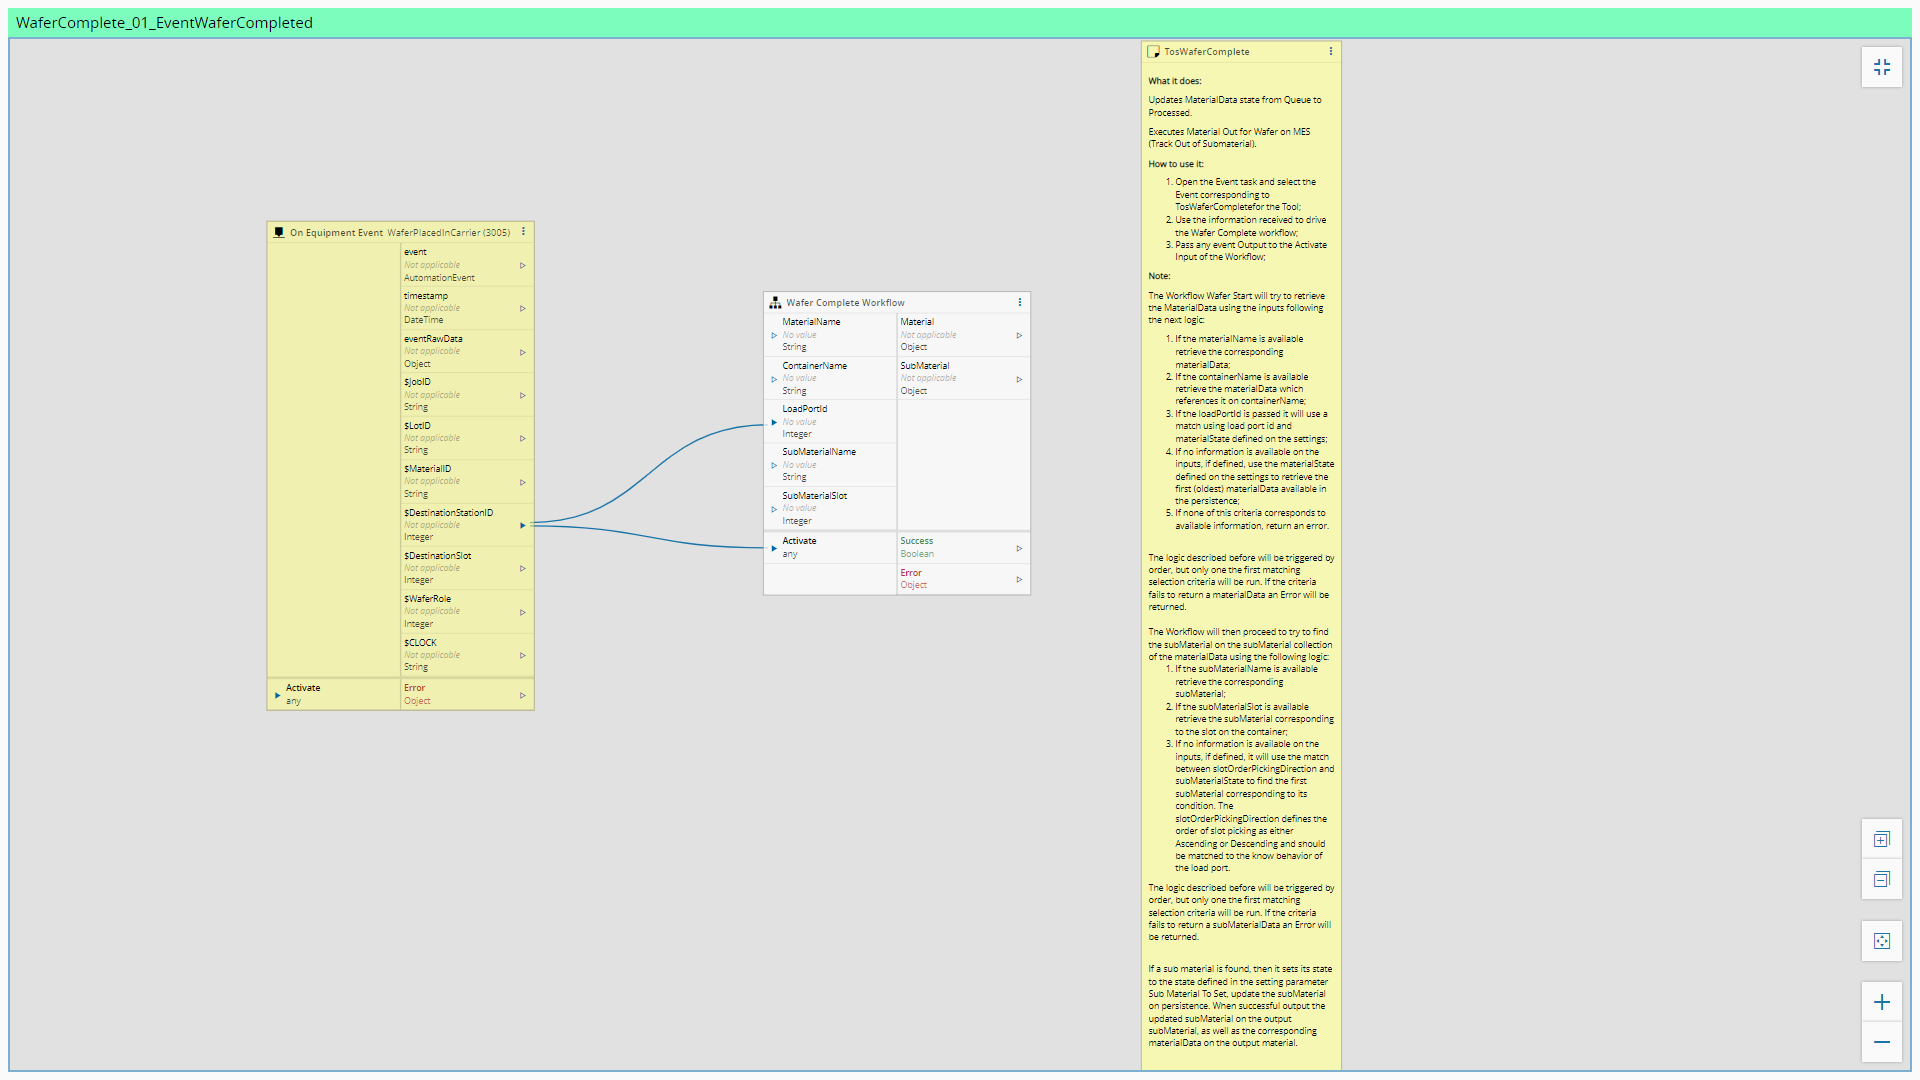 WaferComplete_01_EventWaferCompleted
On Equipment Event WaferPlacedInCarrier (3005)
event
Not applicable
AutomationEvent
timestamp
Not applicable
DateTime
eventRawData
Not applicable
Object
$JobID
Not applicable
String
$LotID
Not applicable
String
$MaterialID
Not applicable
String
$DestinationStationID
Not applicable
Integer
$DestinationSlot
Not applicable
Integer
$WaferRole
Not applicable
Integer
$CLOCK
Not applicable
String
Activate
any
Error
Object
Wafer Complete Workflow
MaterialName
No value
String
ContainerName
No value
String
LoadPortId
No value
Integer
SubMaterialName
No value
String
SubMaterialSlot
No value
Integer
Activate
any
Material
Not applicable
Object
SubMaterial
Not applicable
Object
Success
Boolean
Error
Object
TosWaferComplete
What it does:
Updates MaterialData state from Queue to
Processed.
Executes Material Out for Wafer on MES
(Track Out of Submaterial).
How to use it:
1. Open the Event task and select the
Event corresponding to
TosWaferCompletefor the Tool;
2. Use the information received to drive
the Wafer Complete workflow;
3. Pass any event Output to the Activate
Input of the Workflow;
Note:
The Workflow Wafer Start will try to retrieve
the MaterialData using the inputs following
the next logic:
1. If the materialName is available
retrieve the corresponding
materialData;
2. If the containerName is available
retrieve the materialData which
references it on containerName;
3. If the loadPortId is passed it will use a
match using load port id and
materialState defined on the settings;
4. If no information is available on the
inputs, if defined, use the materialState
defined on the settings to retrieve the
first (oldest) materialData available in
the persistence;
5. If none of this criteria corresponds to
available information, return an error.
The logic described before will be triggered by
order, but only one the first matching
selection criteria will be run. If the criteria
fails to return a materialData an Error will be
returned.
The Workflow will then proceed to try to find
the subMaterial on the subMaterial collection
of the materialData using the following logic:
1. If the subMaterialName is available
retrieve the corresponding
subMaterial;
2. If the subMaterialSlot is available
retrieve the subMaterial corresponding
to the slot on the container;
3. If no information is available on the
inputs, if defined, it will use the match
between slotOrderPickingDirection and
subMaterialState to find the first
subMaterial corresponding to its
condition. The
slotOrderPickingDirection defines the
order of slot picking as either
Ascending or Descending and should
be matched to the know behavior of
the load port.
The logic described before will be triggered by
order, but only one the first matching
selection criteria will be run. If the criteria
fails to return a subMaterialData an Error will
be returned.
If a sub material is found, then it sets its state
to the state defined in the setting parameter
Sub Material To Set, update the subMaterial
on persistence. When successful output the
updated subMaterial on the output
subMaterial, as well as the corresponding
materialData on the output material.